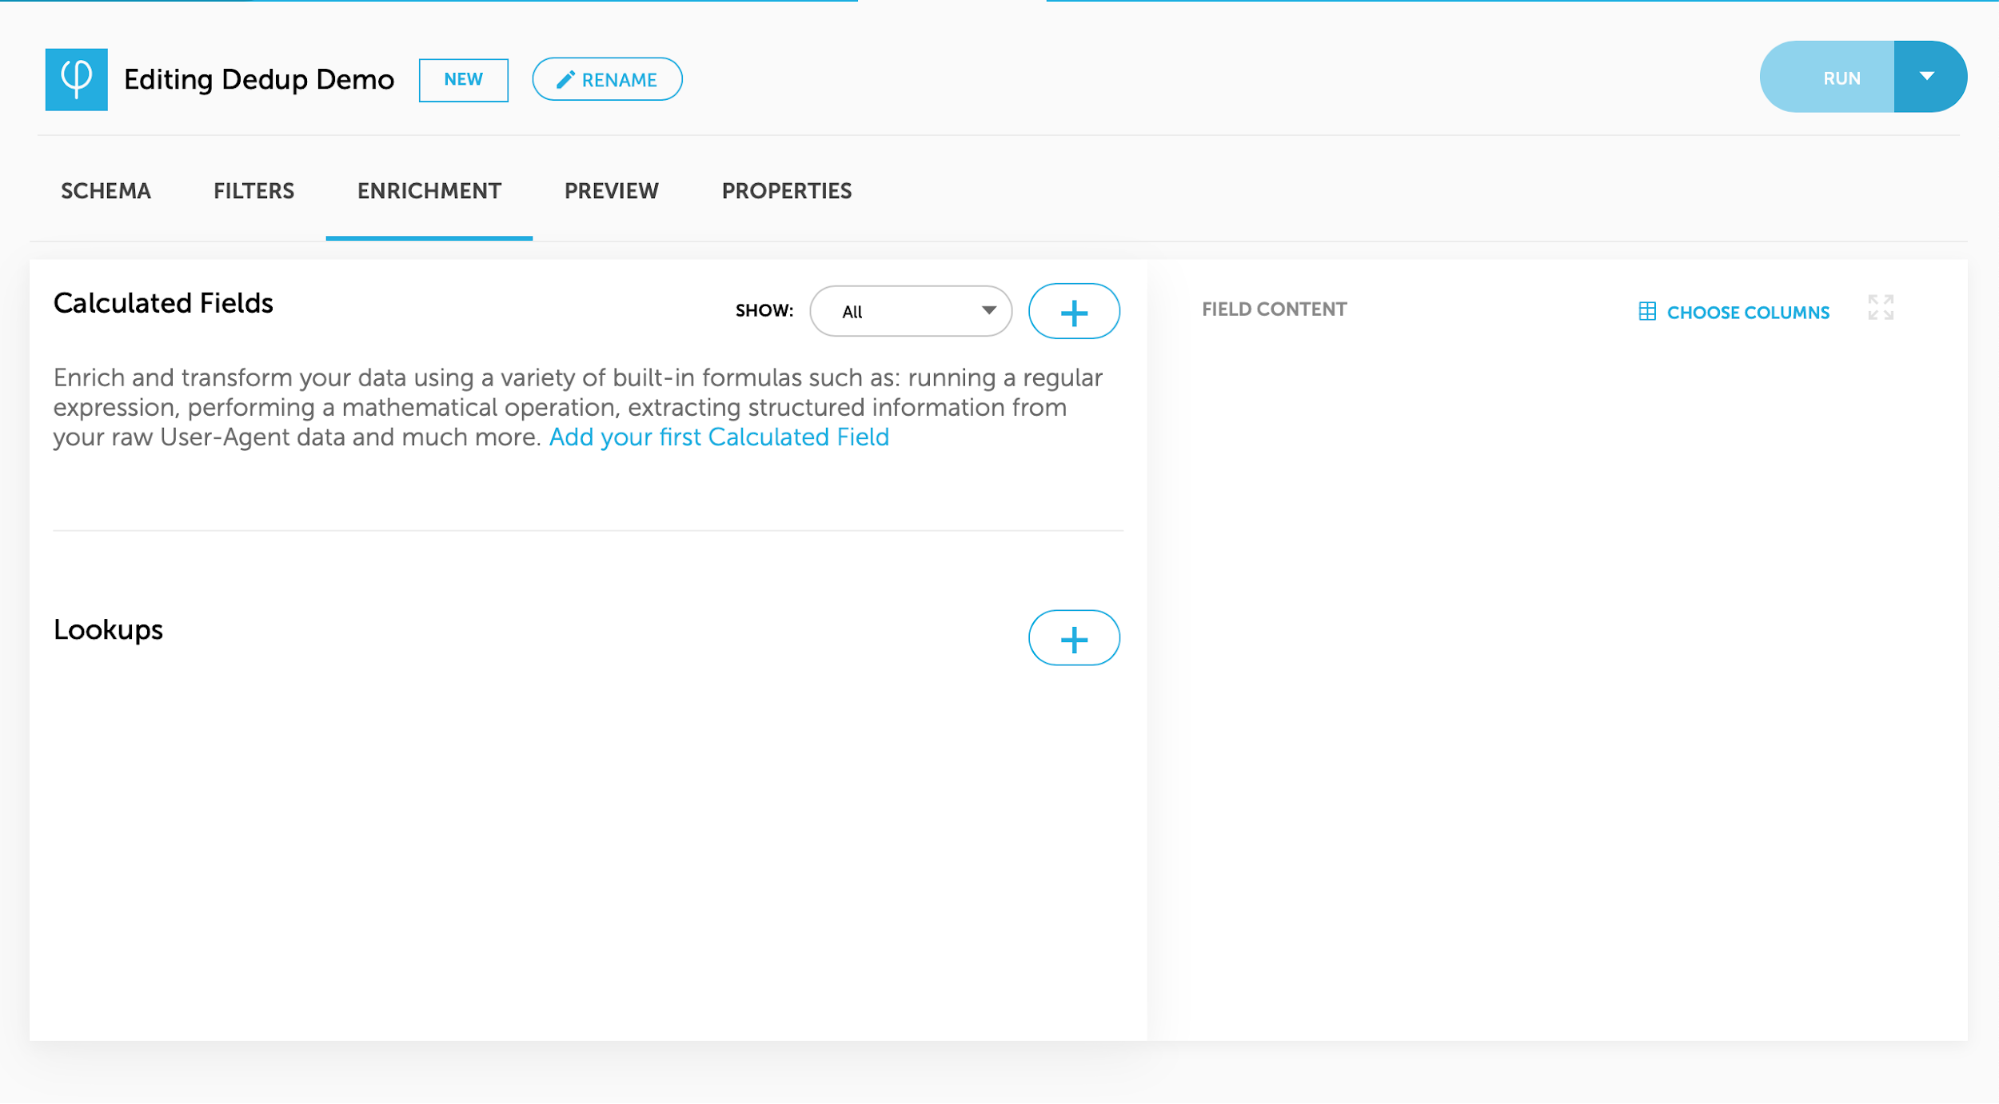 Editing Dedup Demo
NEW
RENAME
RUN
SCHEMA
FILTERS
ENRICHMENT
PREVIEW
PROPERTIES
Calculated Fields
SHOW:
All
Enrich and transform your data using a variety of built-in formulas such as: running a regular
expression, performing a mathematical operation, extracting structured information from
your raw User-Agent data and much more. Add your first Calculated Field
Lookups
FIELD CONTENT
CHOOSE COLUMNS